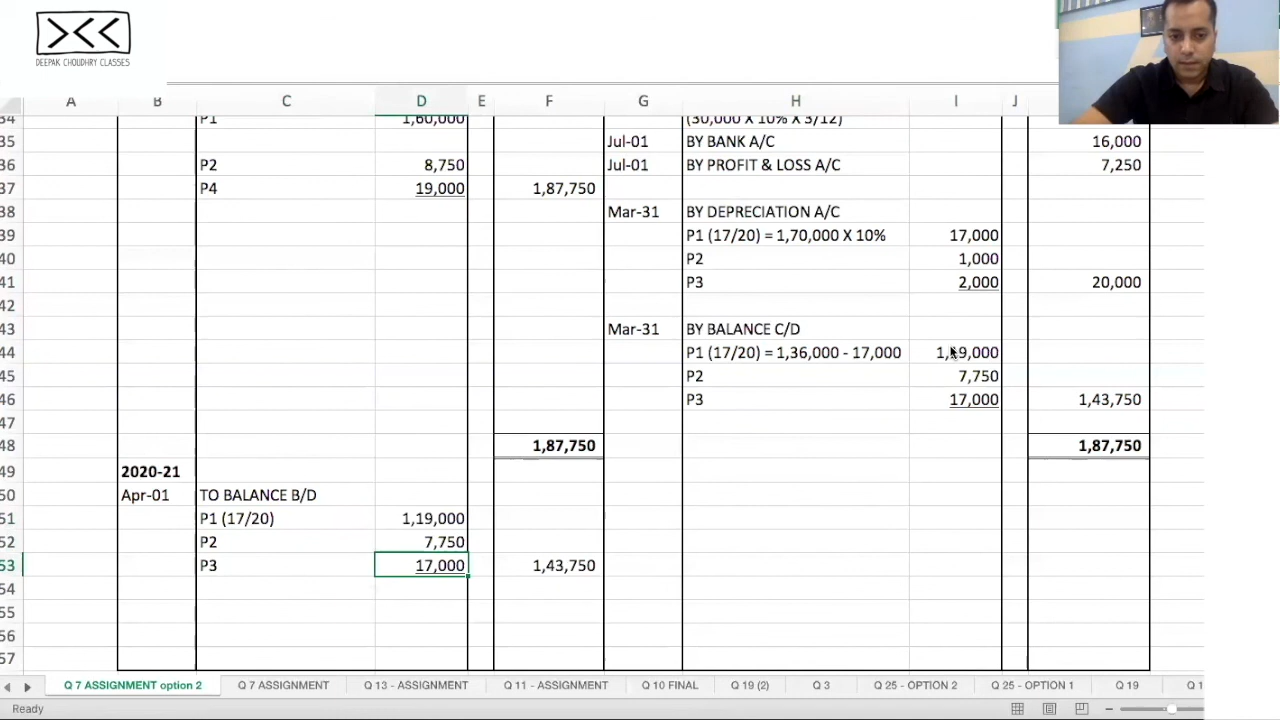 DEEPAK CHOUDHRY CLASSES
A B C D E F G H I J
34 P1 1,60,000 (30,000 X 10% X 3/12)
35 Jul-01 BY BANK A/C 16,000
36 P2 8,750 Jul-01 BY PROFIT & LOSS A/C 7,250
37 P4 19,000 1,87,750
38 Mar-31 BY DEPRECIATION A/C
39 P1 (17/20) = 1,70,000 X 10% 17,000
40 P2 1,000
41 P3 2,000 20,000
42
43 Mar-31 BY BALANCE C/D
44 P1 (17/20) = 1,36,000 - 17,000 1,19,000
45 P2 7,750
46 P3 17,000 1,43,750
47
48 1,87,750 1,87,750
49 2020-21
50 Apr-01 TO BALANCE B/D
51 P1 (17/20) 1,19,000
52 P2 7,750
53 P3 17,000 1,43,750
54
55
56
57
Q 7 ASSIGNMENT option 2 Q 7 ASSIGNMENT Q 13 - ASSIGNMENT Q 11 - ASSIGNMENT Q 10 FINAL Q 19 (2) Q 3 Q 25 - OPTION 2 Q 25 - OPTION 1 Q 19 Q 1
Ready